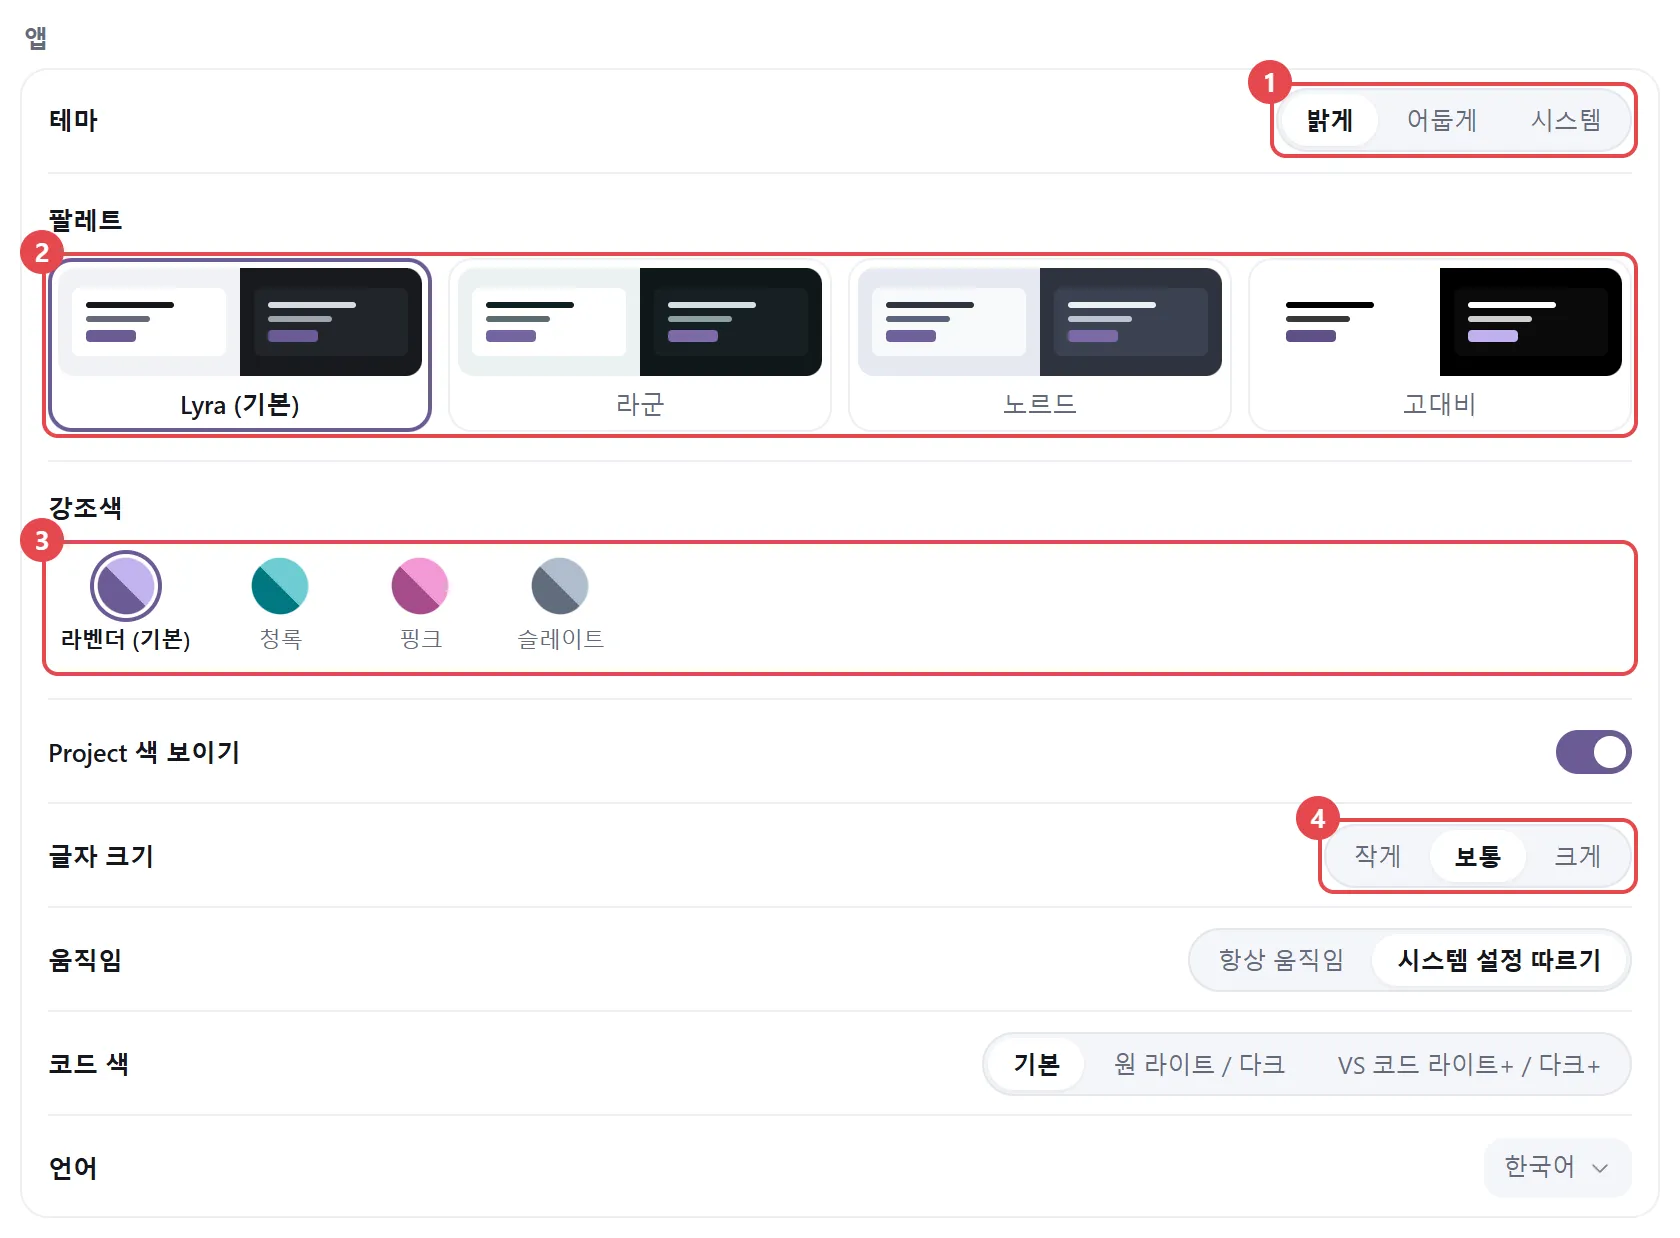 앱
테마
1
밝게 어둡게 시스템
팔레트
2
Lyra (기본) 라군 노르드 고대비
강조색
3
라벤더 (기본) 청록 핑크 슬레이트
Project 색 보이기
4
글자 크기 작게 보통 크게
움직임 항상 움직임 시스템 설정 따르기
코드 색 기본 원 라이트 / 다크 VS 코드 라이트+ / 다크+
언어 한국어